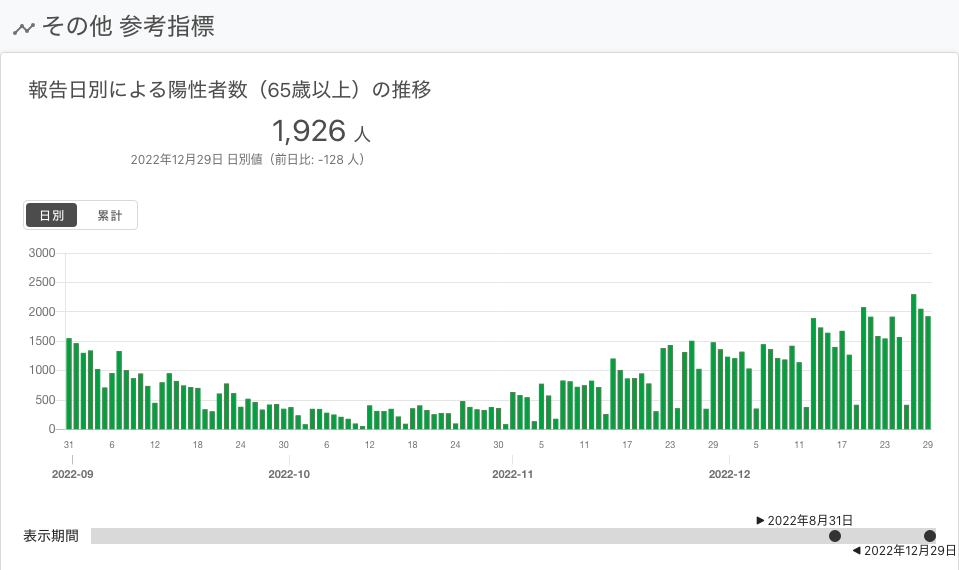 その他 参考指標
報告日別による陽性者数（65歳以上）の推移
1,926 人
2022年12月29日 日別値（前日比: -128 人）
日別 累計
3000
2500
2000
1500
1000
500
0
31 6 12 18 24 30 6 12 18 24 30 5 11 17 23 29 5 11 17 23 29
2022-09 2022-10 2022-11 2022-12
►2022年8月31日
表示期間
◄2022年12月29日